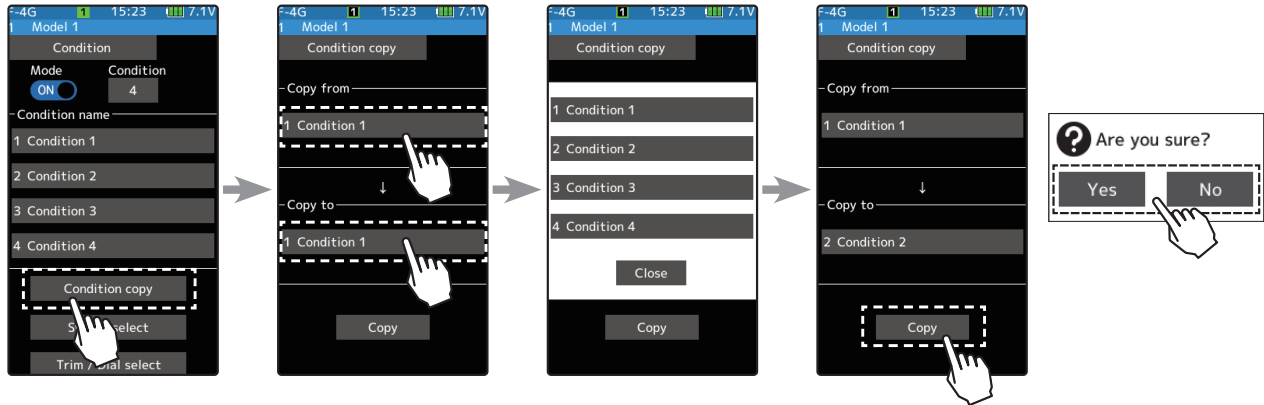 F-4G 1 15:23 7.1V
1 Model 1
Condition
Mode Condition
ON 4
Condition name
1 Condition 1
2 Condition 2
3 Condition 3
4 Condition 4
Condition copy
select
Trim / Dial select
F-4G 1 15:23 7.1V
1 Model 1
Condition copy
Copy from
1 Condition 1
↓
Copy to
1 Condition 1
Copy
F-4G 1 15:23 7.1V
1 Model 1
Condition copy
1 Condition 1
2 Condition 2
3 Condition 3
4 Condition 4
Close
Copy
F-4G 1 15:23 7.1V
1 Model 1
Condition copy
Copy from
1 Condition 1
↓
Copy to
2 Condition 2
Copy
? Are you sure?
Yes No